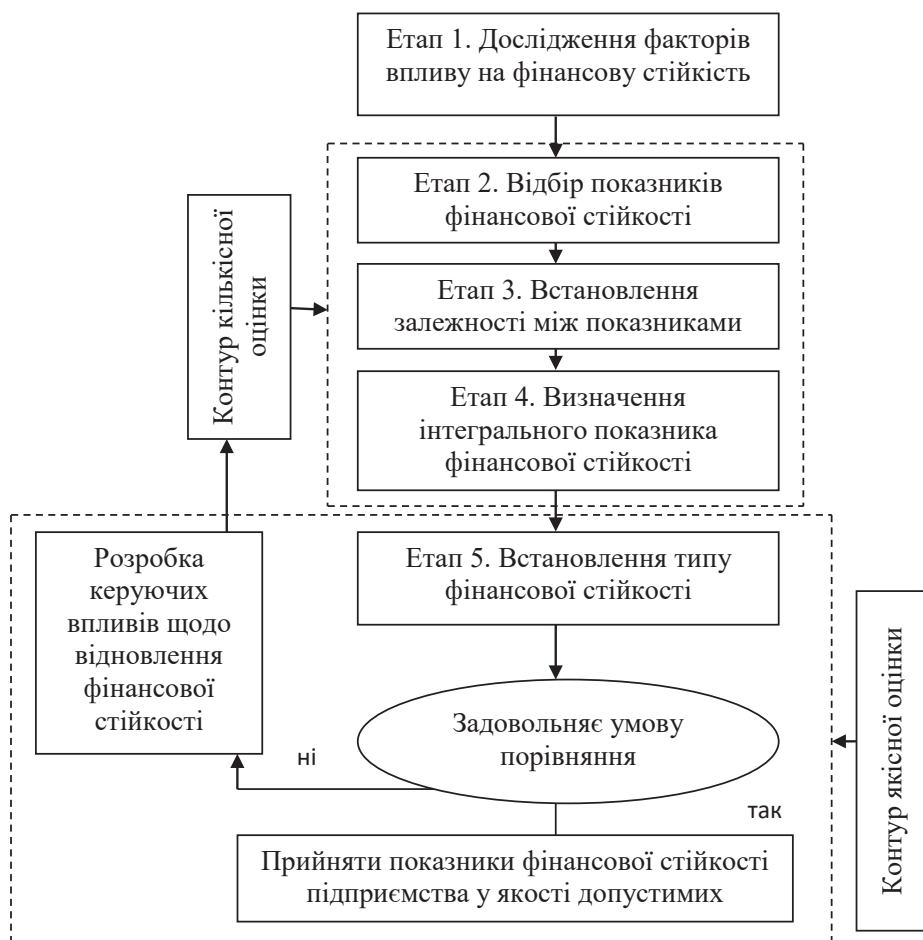 Етап 1. Дослідження факторів
впливу на фінансову стійкість
Етап 2. Відбір показників
фінансової стійкості
Контур кількісної
оцінки
Етап 3. Встановлення
залежності між показниками
Етап 4. Визначення
інтегрального показника
фінансової стійкості
Розробка
керуючих
впливів щодо
відновлення
фінансової
стійкості
Етап 5. Встановлення типу
фінансової стійкості
Контур якісної оцінки
Задовольняє умову
порівняння
ні
так
Прийняти показники фінансової стійкості
підприємства у якості допустимих